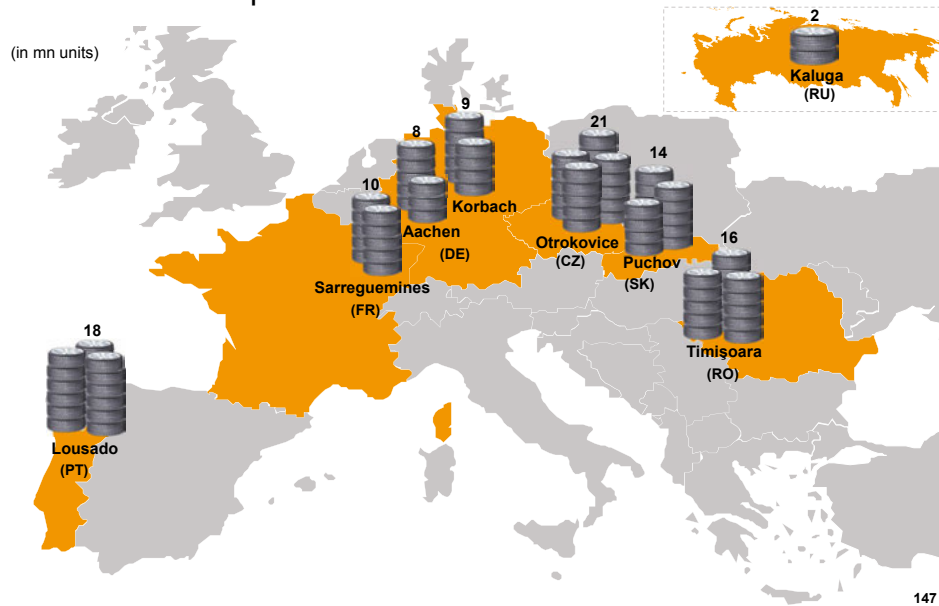 (in mn units)
2
Kaluga
(RU)
9
8
21
14
10
Korbach
Aachen
(DE)
Otrokovice
(CZ)
Puchov
(SK)
16
Sarreguemines
(FR)
18
Timişoara
(RO)
Lousado
(PT)
147